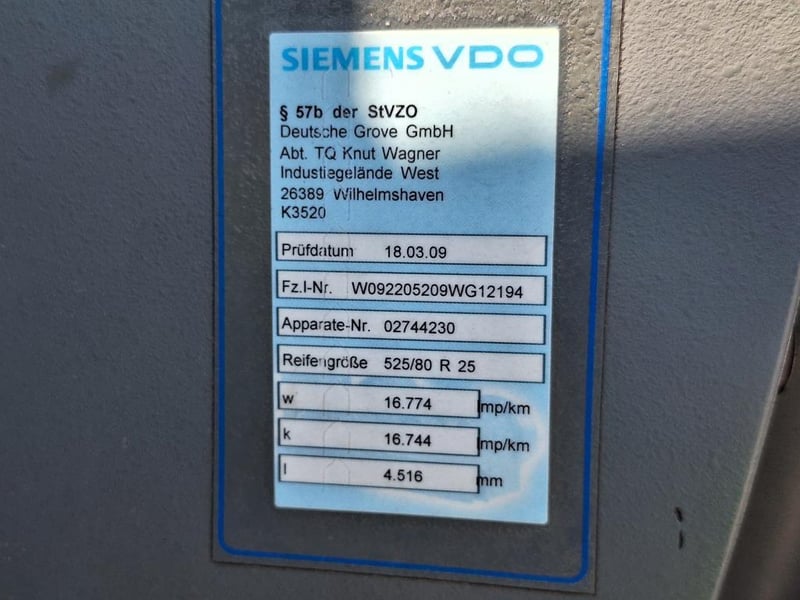 SIEMENS VDO
§ 57b der StVZO
Deutsche Grove GmbH
Abt. TQ Knut Wagner
Industiegelände West
26389 Wilhelmshaven
K3520
Prüfdatum 18.03.09
Fz.I-Nr. W092205209WG12194
Apparate-Nr. 02744230
Reifengröße 525/80 R 25
w 16.774 Imp/km
k 16.744 Imp/km
l 4.516 mm